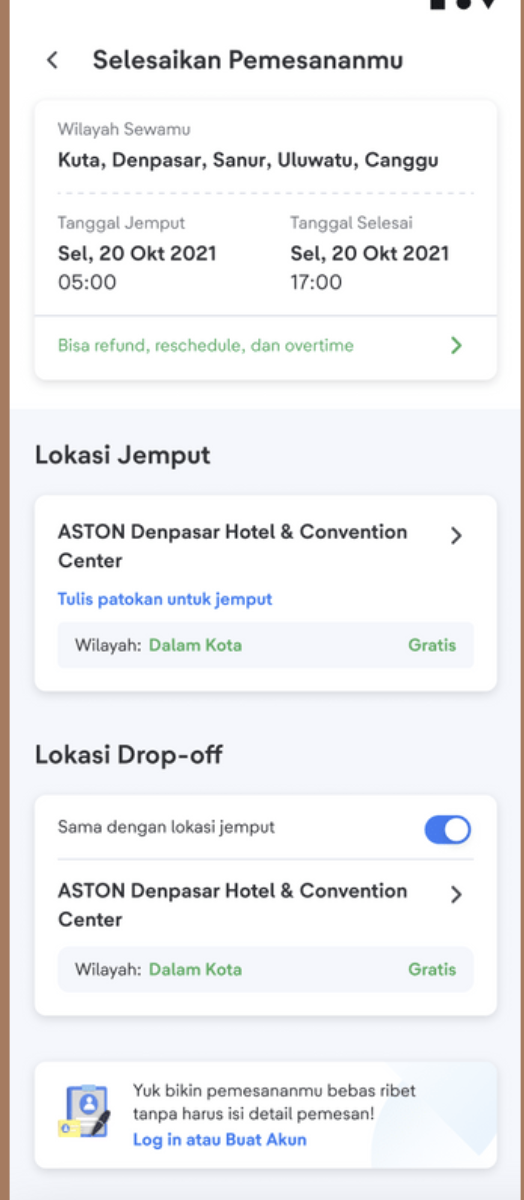 Selesaikan Pemesananmu
Wilayah Sewamu
Kuta, Denpasar, Sanur, Uluwatu, Canggu
Tanggal Jemput
Sel, 20 Okt 2021
05:00
Tanggal Selesai
Sel, 20 Okt 2021
17:00
Bisa refund, reschedule, dan overtime
Lokasi Jemput
ASTON Denpasar Hotel & Convention
Center
Tulis patokan untuk jemput
Wilayah: Dalam Kota Gratis
Lokasi Drop-off
Sama dengan lokasi jemput
ASTON Denpasar Hotel & Convention
Center
Wilayah: Dalam Kota Gratis
Yuk bikin pemesananmu bebas ribet
tanpa harus isi detail pemesan!
Log in atau Buat Akun